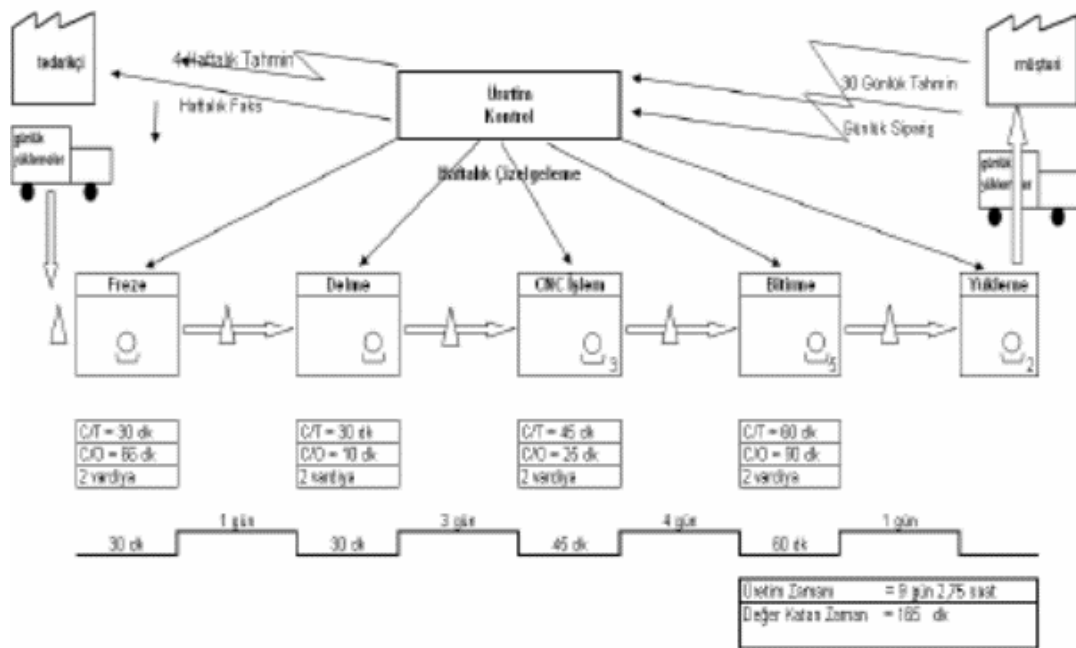 tedarikçi
4 Haftalık Tahmin
Haftalık Faks
Üretim
Kontrol
30 Günlük Tahmin
Günlük Sipariş
müşteri
günlük
yüklemeler
günlük
yüklemeler
Haftalık Çizelgeleme
Freze
Delme
CNC İşlem
3
Bitirme
5
Yükleme
2
C/T = 30 dk
C/O = 65 dk
2 vardiya
C/T = 30 dk
C/O = 10 dk
2 vardiya
C/T = 45 dk
C/O = 25 dk
2 vardiya
C/T = 60 dk
C/O = 90 dk
2 vardiya
30 dk
1 gün
30 dk
3 gün
45 dk
4 gün
60 dk
1 gün
Üretim Zamanı = 9 gün 2,75 saat
Değer Katan Zaman = 165 dk